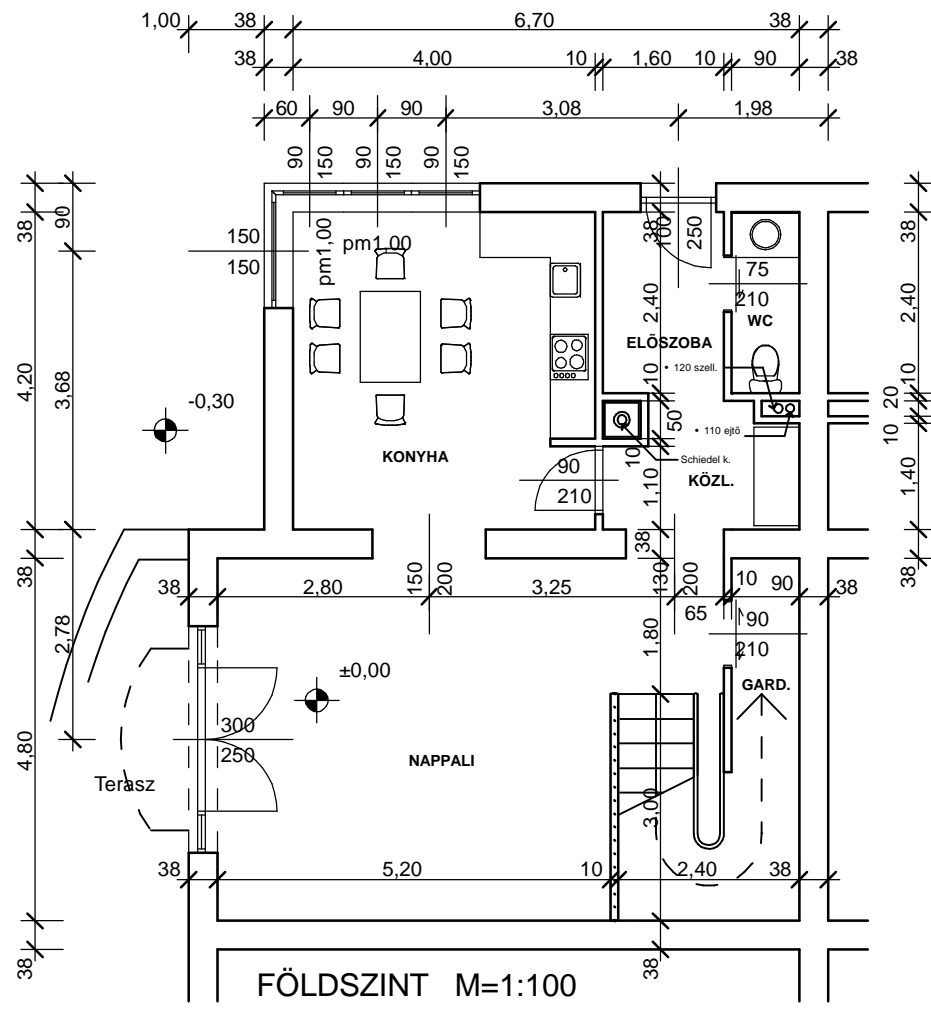 1,00 38 6,70 38
38 4,00 10 1,60 10 90 38
60 90 90 3,08 1,98
90 150 90 150 90 150
38 90 150 150 pm1,00 pm1,00 38 100 250 38
75 210 WC
2,40 2,40
ELŐSZOBA
120 szell.
4,20 3,68 -0,30 10 50 20 10 10
110 ejtő
KONYHA
Schiedel k.
90 210 10 1,10 KÖZL. 1,40
38 38 38
38 2,80 150 200 3,25 130 200 10 90 38
65
2,78 1,80 90 210
±0,00
GARD.
4,80 300 250
NAPPALI
Terasz
3,00
38 5,20 10 2,40 38
38 38
FÖLDSZINT M=1:100